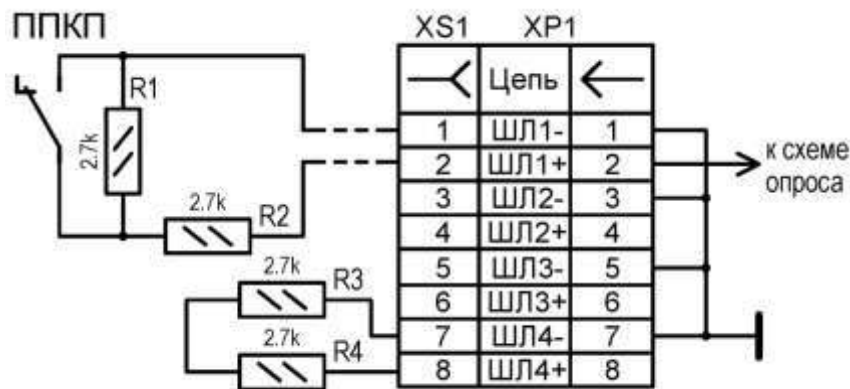 ППКП
XS1 XP1
Цепь
R1
2.7k
2.7k
R2
1 ШЛ1- 1
2 ШЛ1+ 2
3 ШЛ2- 3
4 ШЛ2+ 4
5 ШЛ3- 5
6 ШЛ3+ 6
7 ШЛ4- 7
8 ШЛ4+ 8
к схеме
опроса
2.7k
R3
2.7k
R4